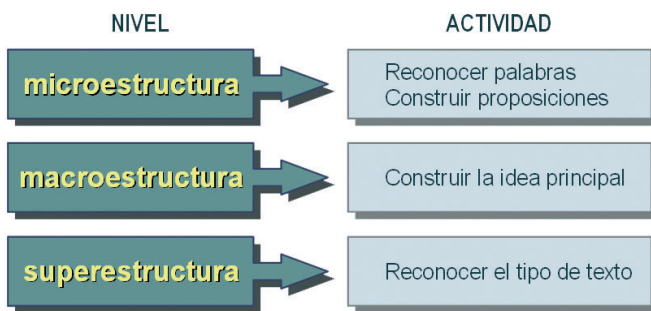 NIVEL
ACTIVIDAD
microestructura
Reconocer palabras
Construir proposiciones
macroestructura
Construir la idea principal
superestructura
Reconocer el tipo de texto